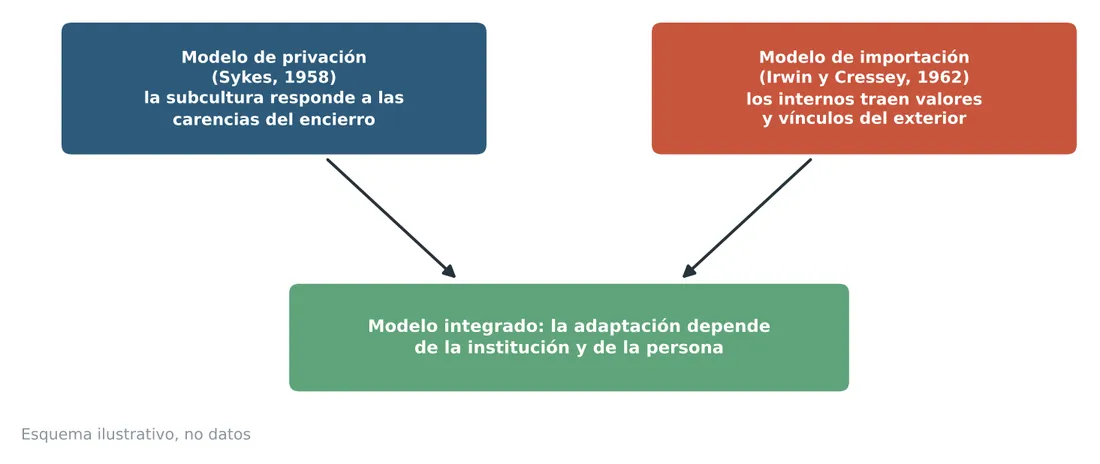 Modelo de privación
(Sykes, 1958)
la subcultura responde a las
carencias del encierro
Modelo de importación
(Irwin y Cressey, 1962)
los internos traen valores
y vínculos del exterior
Modelo integrado: la adaptación depende
de la institución y de la persona
Esquema ilustrativo, no datos